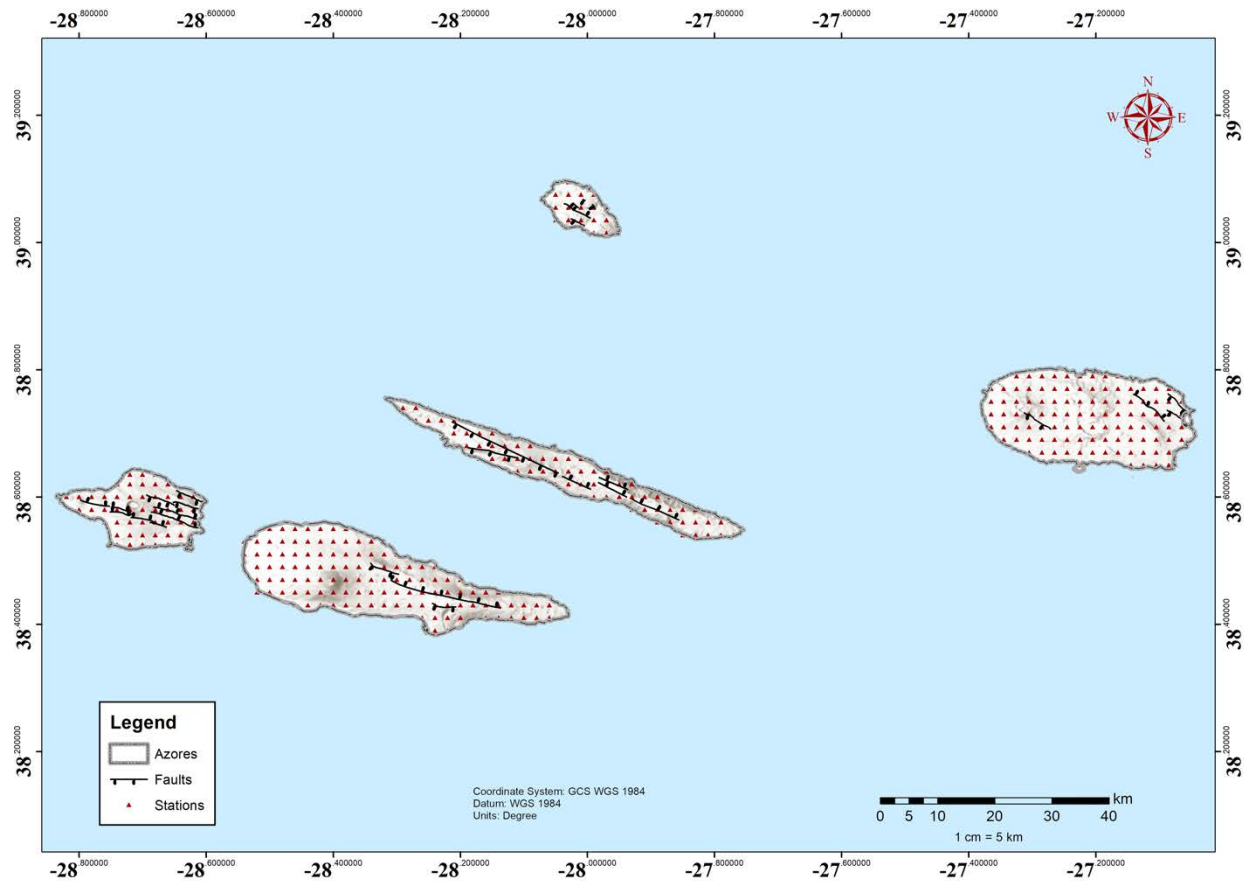 -28.800000 -28.600000 -28.400000 -28.200000 -28.000000 -27.800000 -27.600000 -27.400000 -27.200000
39.200000 39.200000
N
W E
S
39.000000 39.000000
38.800000 38.800000
38.600000 38.600000
38.400000 38.400000
38.200000 38.200000
Legend
Azores
Faults
Stations
Coordinate System: GCS WGS 1984
Datum: WGS 1984
Units: Degree
km
0 5 10 20 30 40
1 cm = 5 km
-28.800000 -28.600000 -28.400000 -28.200000 -28.000000 -27.800000 -27.600000 -27.400000 -27.200000